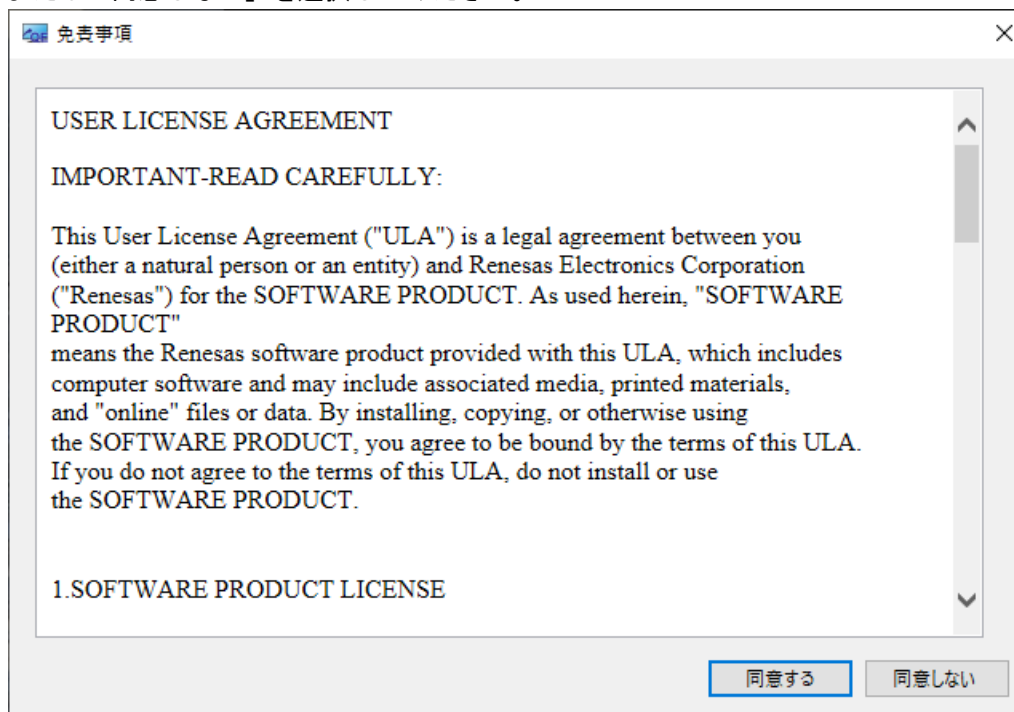 免責事項
USER LICENSE AGREEMENT
IMPORTANT-READ CAREFULLY:
This User License Agreement ("ULA") is a legal agreement between you
(either a natural person or an entity) and Renesas Electronics Corporation
("Renesas") for the SOFTWARE PRODUCT. As used herein, "SOFTWARE
PRODUCT"
means the Renesas software product provided with this ULA, which includes
computer software and may include associated media, printed materials,
and "online" files or data. By installing, copying, or otherwise using
the SOFTWARE PRODUCT, you agree to be bound by the terms of this ULA.
If you do not agree to the terms of this ULA, do not install or use
the SOFTWARE PRODUCT.
1.SOFTWARE PRODUCT LICENSE
同意する
同意しない